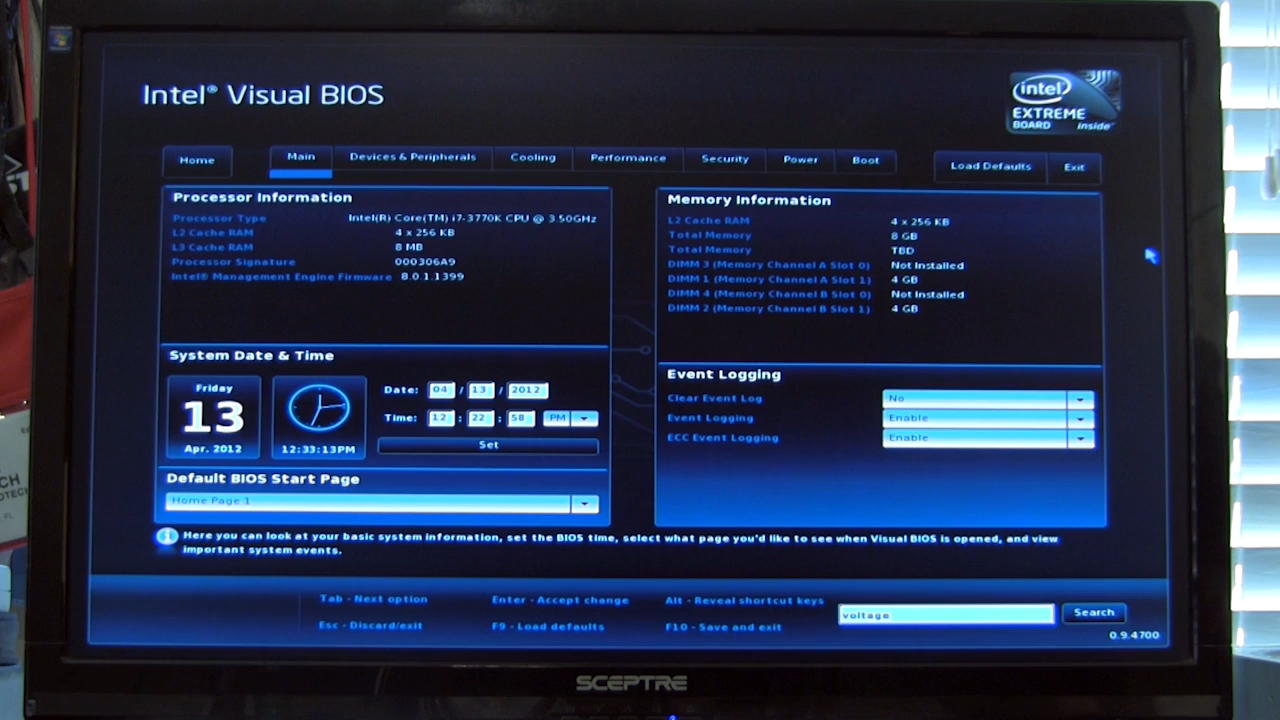 Intel® Visual BIOS
intel
EXTREME
BOARD inside™
Home
Main
Devices & Peripherals
Cooling
Performance
Security
Power
Boot
Load Defaults
Exit
Processor Information
Processor Type Intel(R) Core(TM) i7-3770K CPU @ 3.50GHz
L2 Cache RAM 4 x 256 KB
L3 Cache RAM 8 MB
Processor Signature 000306A9
Intel® Management Engine Firmware 8.0.1.1399
System Date & Time
Friday
13
Apr. 2012
12:33:13PM
Date: 04 / 13 / 2012
Time: 12 : 22 : 58 PM
Set
Default BIOS Start Page
Home Page 1
Memory Information
L2 Cache RAM 4 x 256 KB
Total Memory 8 GB
Total Memory TBD
DIMM 3 (Memory Channel A Slot 0) Not Installed
DIMM 1 (Memory Channel A Slot 1) 4 GB
DIMM 4 (Memory Channel B Slot 0) Not Installed
DIMM 2 (Memory Channel B Slot 1) 4 GB
Event Logging
Clear Event Log No
Event Logging Enable
ECC Event Logging Enable
Here you can look at your basic system information, set the BIOS time, select what page you'd like to see when Visual BIOS is opened, and view
important system events.
Tab - Next option
Enter - Accept change
Alt - Reveal shortcut keys
Esc - Discard/exit
F9 - Load defaults
F10 - Save and exit
voltage
Search
0.9.4700
SCEPTRE